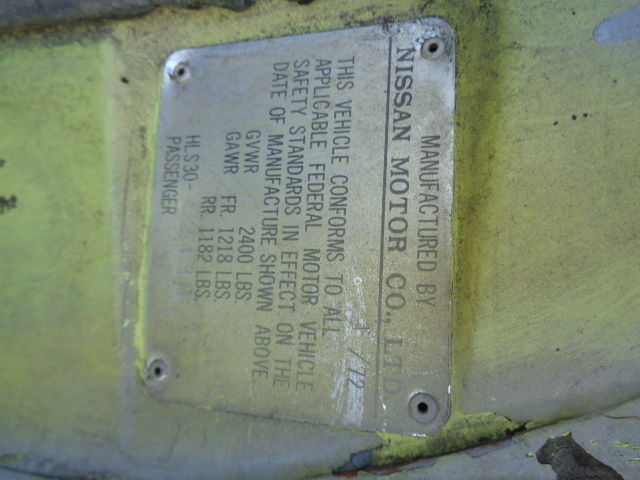 MANUFACTURED BY
NISSAN MOTOR CO., LTD.
/72
THIS VEHICLE CONFORMS TO ALL
APPLICABLE FEDERAL MOTOR VEHICLE
SAFETY STANDARDS IN EFFECT ON THE
DATE OF MANUFACTURE SHOWN ABOVE
GVWR 2400 LBS.
GAWR FR. 1218 LBS.
RR. 1182 LBS.
HLS30-
PASSENGER